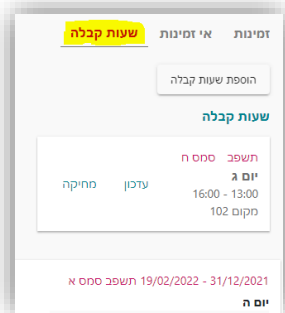 זמינות אי זמינות שעות קבלה
הוספת שעות קבלה
שעות קבלה
תשפב סמס ח
יום ג
13:00 - 16:00
מקום 102
עדכון מחיקה
31/12/2021 - 19/02/2022 תשפב סמס א
יום ה